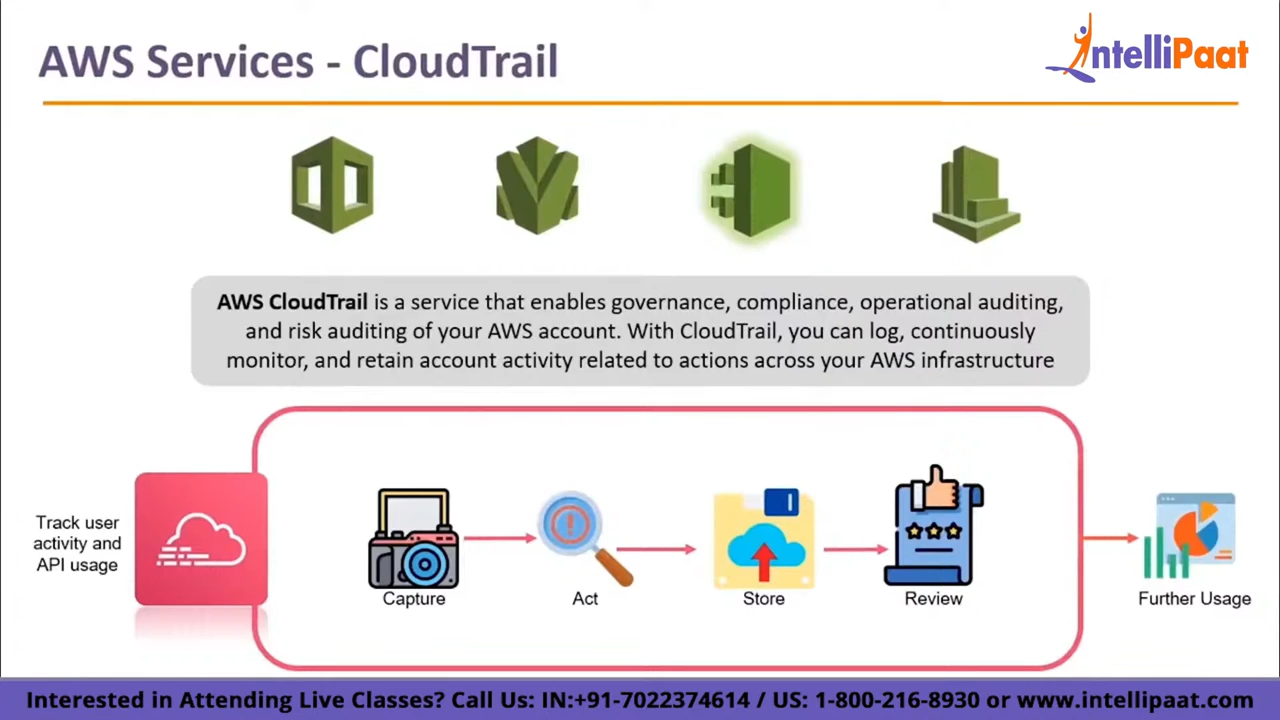 AWS Services - CloudTrail
IntelliPaat
AWS CloudTrail is a service that enables governance, compliance, operational auditing,
and risk auditing of your AWS account. With CloudTrail, you can log, continuously
monitor, and retain account activity related to actions across your AWS infrastructure
Track user
activity and
API usage
Capture
Act
Store
Review
Further Usage
Interested in Attending Live Classes? Call Us: IN:+91-7022374614 / US: 1-800-216-8930 or www.intellipaat.com